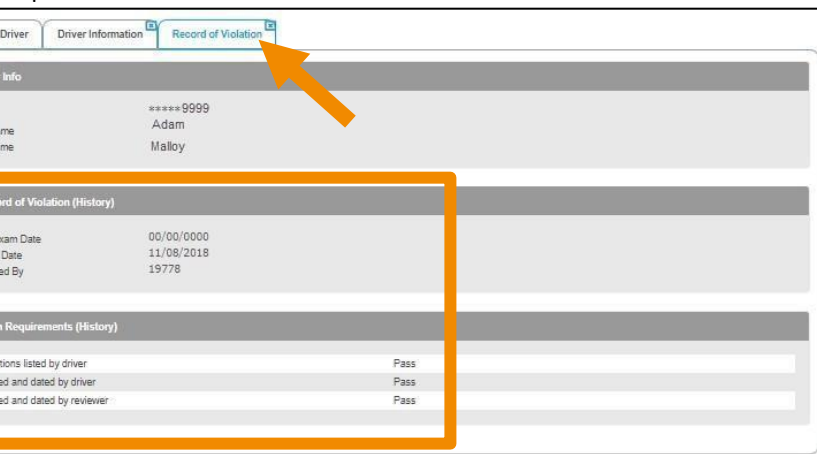 Driver Driver Information Record of Violation
Info
*****9999
me Adam
me Malloy
rd of Violation (History)
xam Date 00/00/0000
Date 11/08/2018
ed By 19778
Requirements (History)
tions listed by driver Pass
ed and dated by driver Pass
ed and dated by reviewer Pass